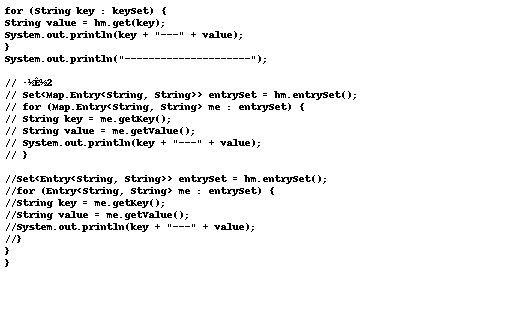 for (String key : keySet) {
String value = hm.get(key);
System.out.println(key + "---" + value);
}
System.out.println("---------------------");
// 2
// Set<Map.Entry<String, String>> entrySet = hm.entrySet();
// for (Map.Entry<String, String> me : entrySet) {
// String key = me.getKey();
// String value = me.getValue();
// System.out.println(key + "---" + value);
// }
//Set<Entry<String, String>> entrySet = hm.entrySet();
//for (Entry<String, String> me : entrySet) {
//String key = me.getKey();
//String value = me.getValue();
//System.out.println(key + "---" + value);
//}
}
}